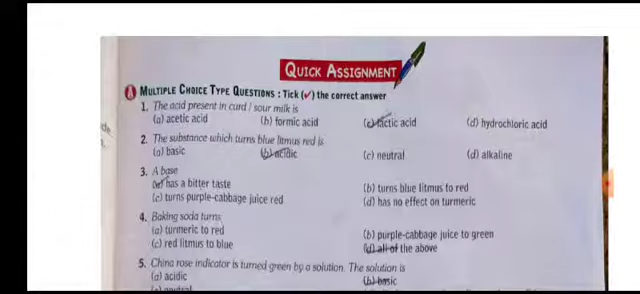 QUICK ASSIGNMENT
A MULTIPLE CHOICE TYPE QUESTIONS : Tick (✓) the correct answer
1. The acid present in curd / sour milk is
(a) acetic acid (b) formic acid (c) lactic acid (d) hydrochloric acid
2. The substance which turns blue litmus red is
(a) basic (b) acidic (c) neutral (d) alkaline
3. A base
(a) has a bitter taste (b) turns blue litmus to red
(c) turns purple-cabbage juice red (d) has no effect on turmeric
4. Baking soda turns
(a) turmeric to red (b) purple-cabbage juice to green
(c) red litmus to blue (d) all of the above
5. China rose indicator is turned green by a solution. The solution is
(a) acidic (b) basic
(c) neutral